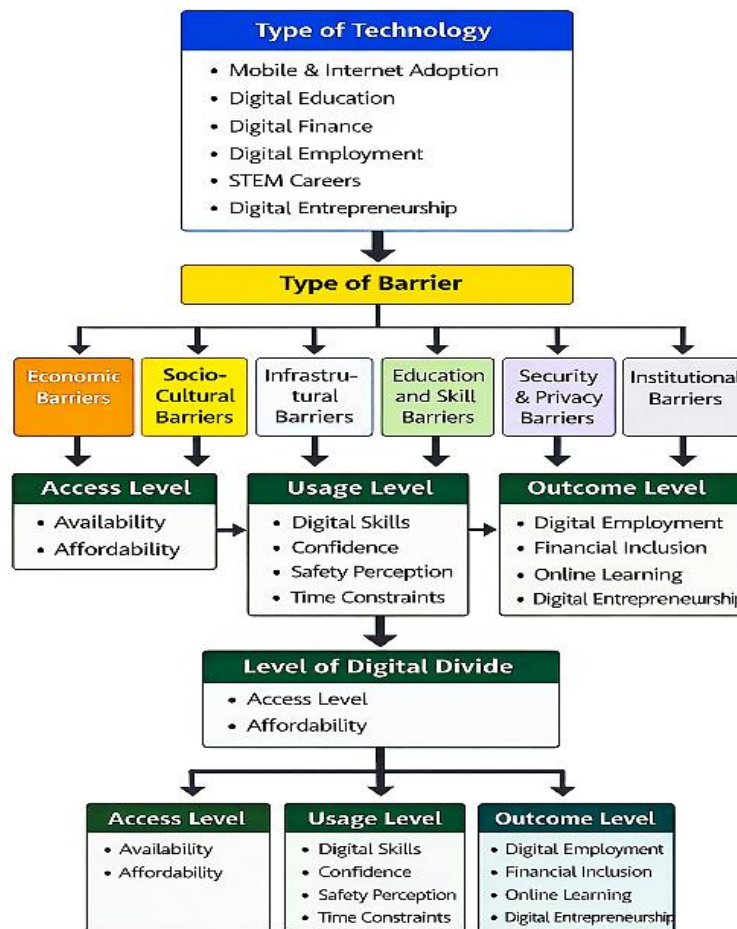 Type of Technology
• Mobile & Internet Adoption
• Digital Education
• Digital Finance
• Digital Employment
• STEM Careers
• Digital Entrepreneurship
Type of Barrier
Economic
Barriers
Socio-
Cultural
Barriers
Infrastru-
tural
Barriers
Education
and Skill
Barriers
Security
& Privacy
Barriers
Institutional
Barriers
Access Level
• Availability
• Affordability
Usage Level
• Digital Skills
• Confidence
• Safety Perception
• Time Constraints
Outcome Level
• Digital Employment
• Financial Inclusion
• Online Learning
• Digital Entrepreneurship
Level of Digital Divide
• Access Level
• Affordability
Access Level
• Availability
• Affordability
Usage Level
• Digital Skills
• Confidence
• Safety Perception
• Time Constraints
Outcome Level
• Digital Employment
• Financial Inclusion
• Online Learning
• Digital Entrepreneurship